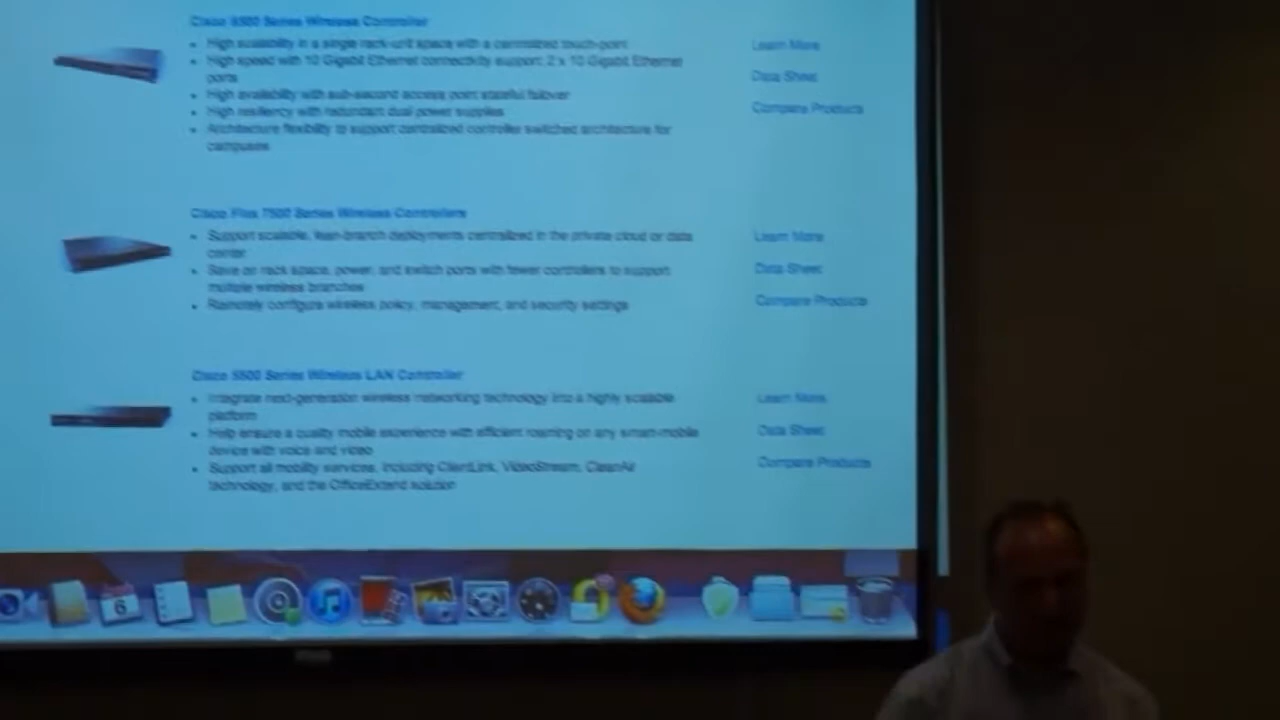 Cisco 8500 Series Wireless Controller
High scalability in a single rack-unit space with a centralized touch-point
High speed with 10 Gigabit Ethernet connectivity support: 2 x 10 Gigabit Ethernet
ports
High availability with sub-second access point stateful failover
High resiliency with redundant dual power supplies
Architecture flexibility to support centralized controller switched architecture for
campuses
Learn More
Data Sheet
Compare Products
Cisco Flex 7500 Series Wireless Controllers
Support scalable, lean-branch deployments centralized in the private cloud or data
center
Save on rack space, power, and switch ports with fewer controllers to support
multiple wireless branches
Remotely configure wireless policy, management, and security settings
Learn More
Data Sheet
Compare Products
Cisco 5500 Series Wireless LAN Controller
Integrate next-generation wireless networking technology into a highly scalable
platform
Help ensure a quality mobile experience with efficient roaming on any smart-mobile
device with voice and video
Support all mobility services, including ClientLink, VideoStream, CleanAir
technology, and the OfficeExtend solution
Learn More
Data Sheet
Compare Products
6